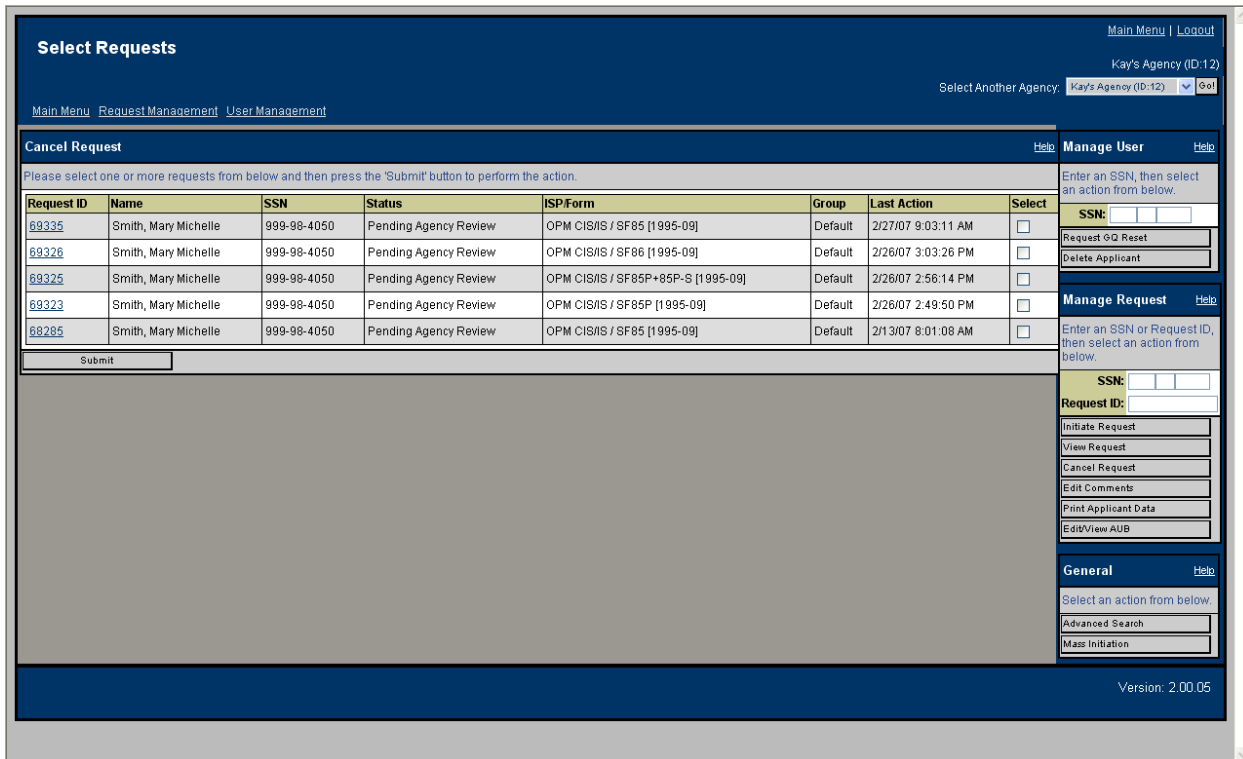 Main Menu | Logout
Select Requests
Kay's Agency (ID:12)
Select Another Agency: Kay's Agency (ID:12) Go!
Main Menu Request Management User Management
Cancel Request Help
Please select one or more requests from below and then press the 'Submit' button to perform the action.
Request ID Name SSN Status ISP/Form Group Last Action Select
69335 Smith, Mary Michelle 999-98-4050 Pending Agency Review OPM CIS/IS / SF85 [1995-09] Default 2/27/07 9:03:11 AM
69326 Smith, Mary Michelle 999-98-4050 Pending Agency Review OPM CIS/IS / SF86 [1995-09] Default 2/26/07 3:03:26 PM
69325 Smith, Mary Michelle 999-98-4050 Pending Agency Review OPM CIS/IS / SF85P+85P-S [1995-09] Default 2/26/07 2:56:14 PM
69323 Smith, Mary Michelle 999-98-4050 Pending Agency Review OPM CIS/IS / SF85P [1995-09] Default 2/26/07 2:49:50 PM
68285 Smith, Mary Michelle 999-98-4050 Pending Agency Review OPM CIS/IS / SF85 [1995-09] Default 2/13/07 8:01:08 AM
Submit
Manage User Help
Enter an SSN, then select
an action from below.
SSN:
Request GQ Reset
Delete Applicant
Manage Request Help
Enter an SSN or Request ID,
then select an action from
below.
SSN:
Request ID:
Initiate Request
View Request
Cancel Request
Edit Comments
Print Applicant Data
Edit/View AUB
General Help
Select an action from below.
Advanced Search
Mass Initiation
Version: 2.00.05